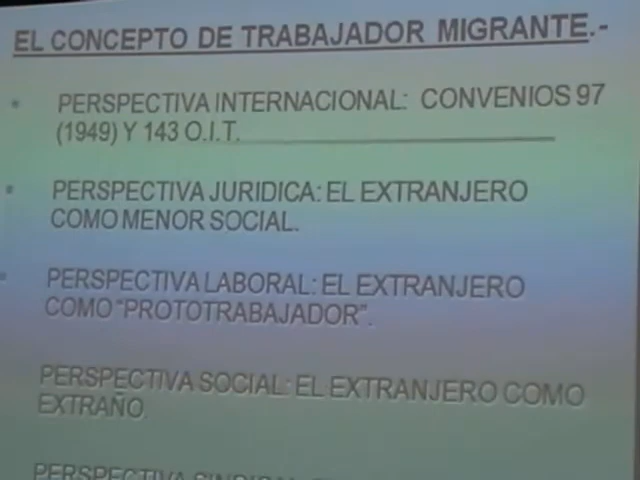 EL CONCEPTO DE TRABAJADOR MIGRANTE.-
PERSPECTIVA INTERNACIONAL: CONVENIOS 97
(1949) Y 143 O.I.T.
PERSPECTIVA JURIDICA: EL EXTRANJERO
COMO MENOR SOCIAL.
PERSPECTIVA LABORAL: EL EXTRANJERO
COMO "PROTOTRABAJADOR".
PERSPECTIVA SOCIAL: EL EXTRANJERO COMO
EXTRAÑO.
PERSPECTIVA